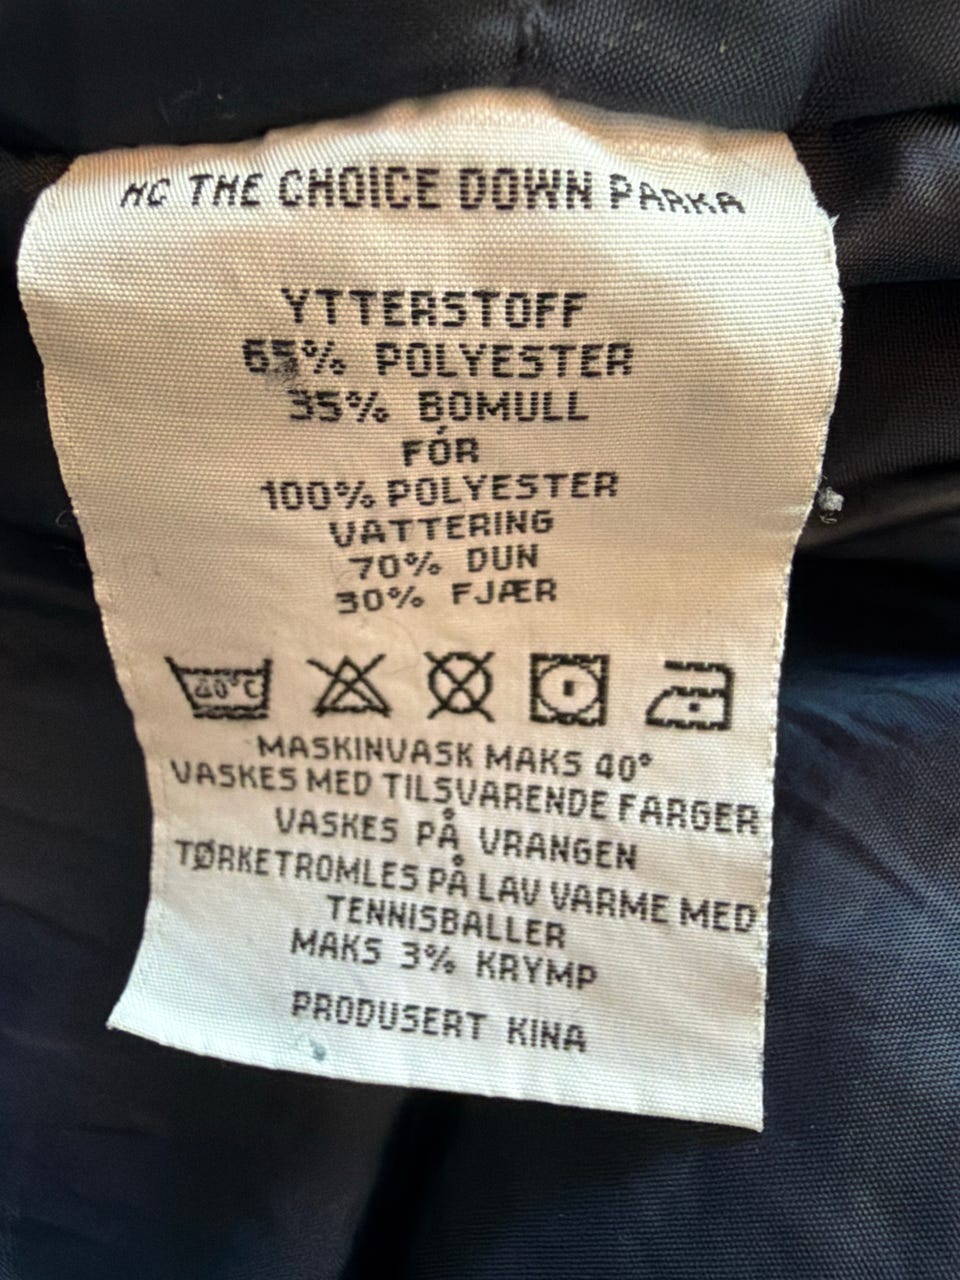 HC THE CHOICE DOWN PARKA
YTTERSTOFF
65% POLYESTER
35% BOMULL
FÓR
100% POLYESTER
VATTERING
70% DUN
30% FJÆR
40°C
MASKINVASK MAKS 40°
VASKES MED TILSVARENDE FARGER
VASKES PÅ VRANGEN
TØRKETROMLES PÅ LAV VARME MED
TENNISBALLER
MAKS 3% KRYMP
PRODUSERT KINA